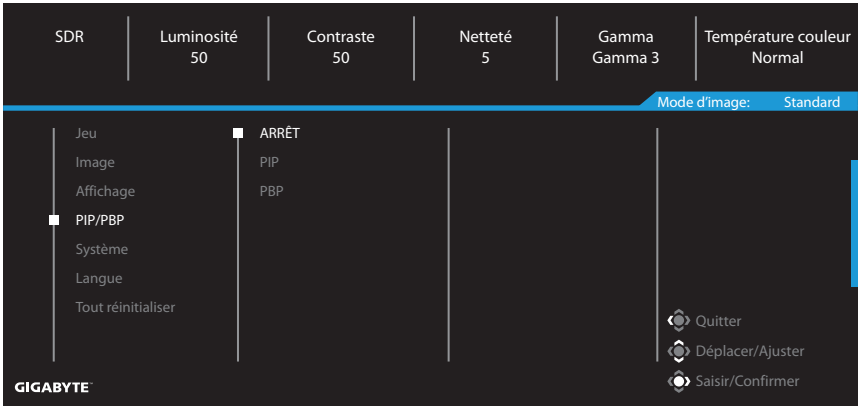 SDR
Luminosité
50
Contraste
50
Netteté
5
Gamma
Gamma 3
Température couleur
Normal
Mode d'image: Standard
Jeu
Image
Affichage
PIP/PBP
Système
Langue
Tout réinitialiser
ARRÊT
PIP
PBP
Quitter
Déplacer/Ajuster
Saisir/Confirmer
GIGABYTE™